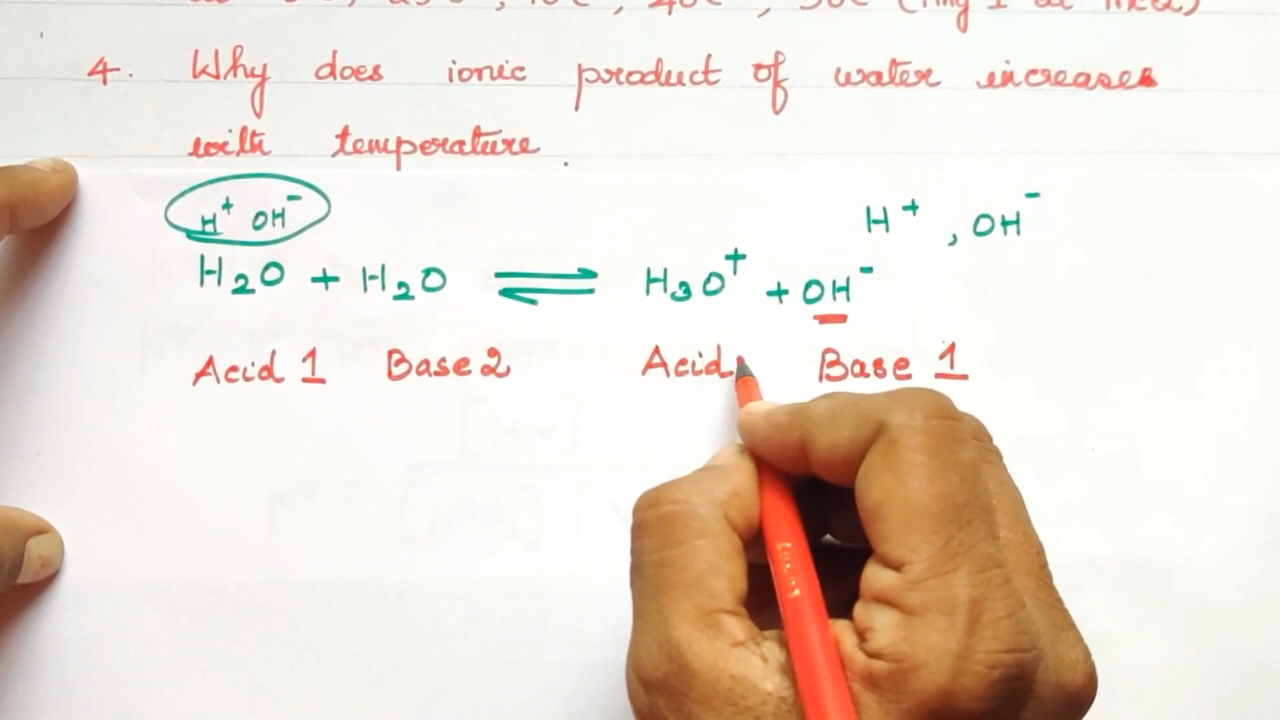 4. Why does ionic product of water increases
with temperature.
H⁺ OH⁻ H⁺, OH⁻
H₂O + H₂O ⇌ H₃O⁺ + OH⁻
Acid 1 Base 2 Acid Base 1